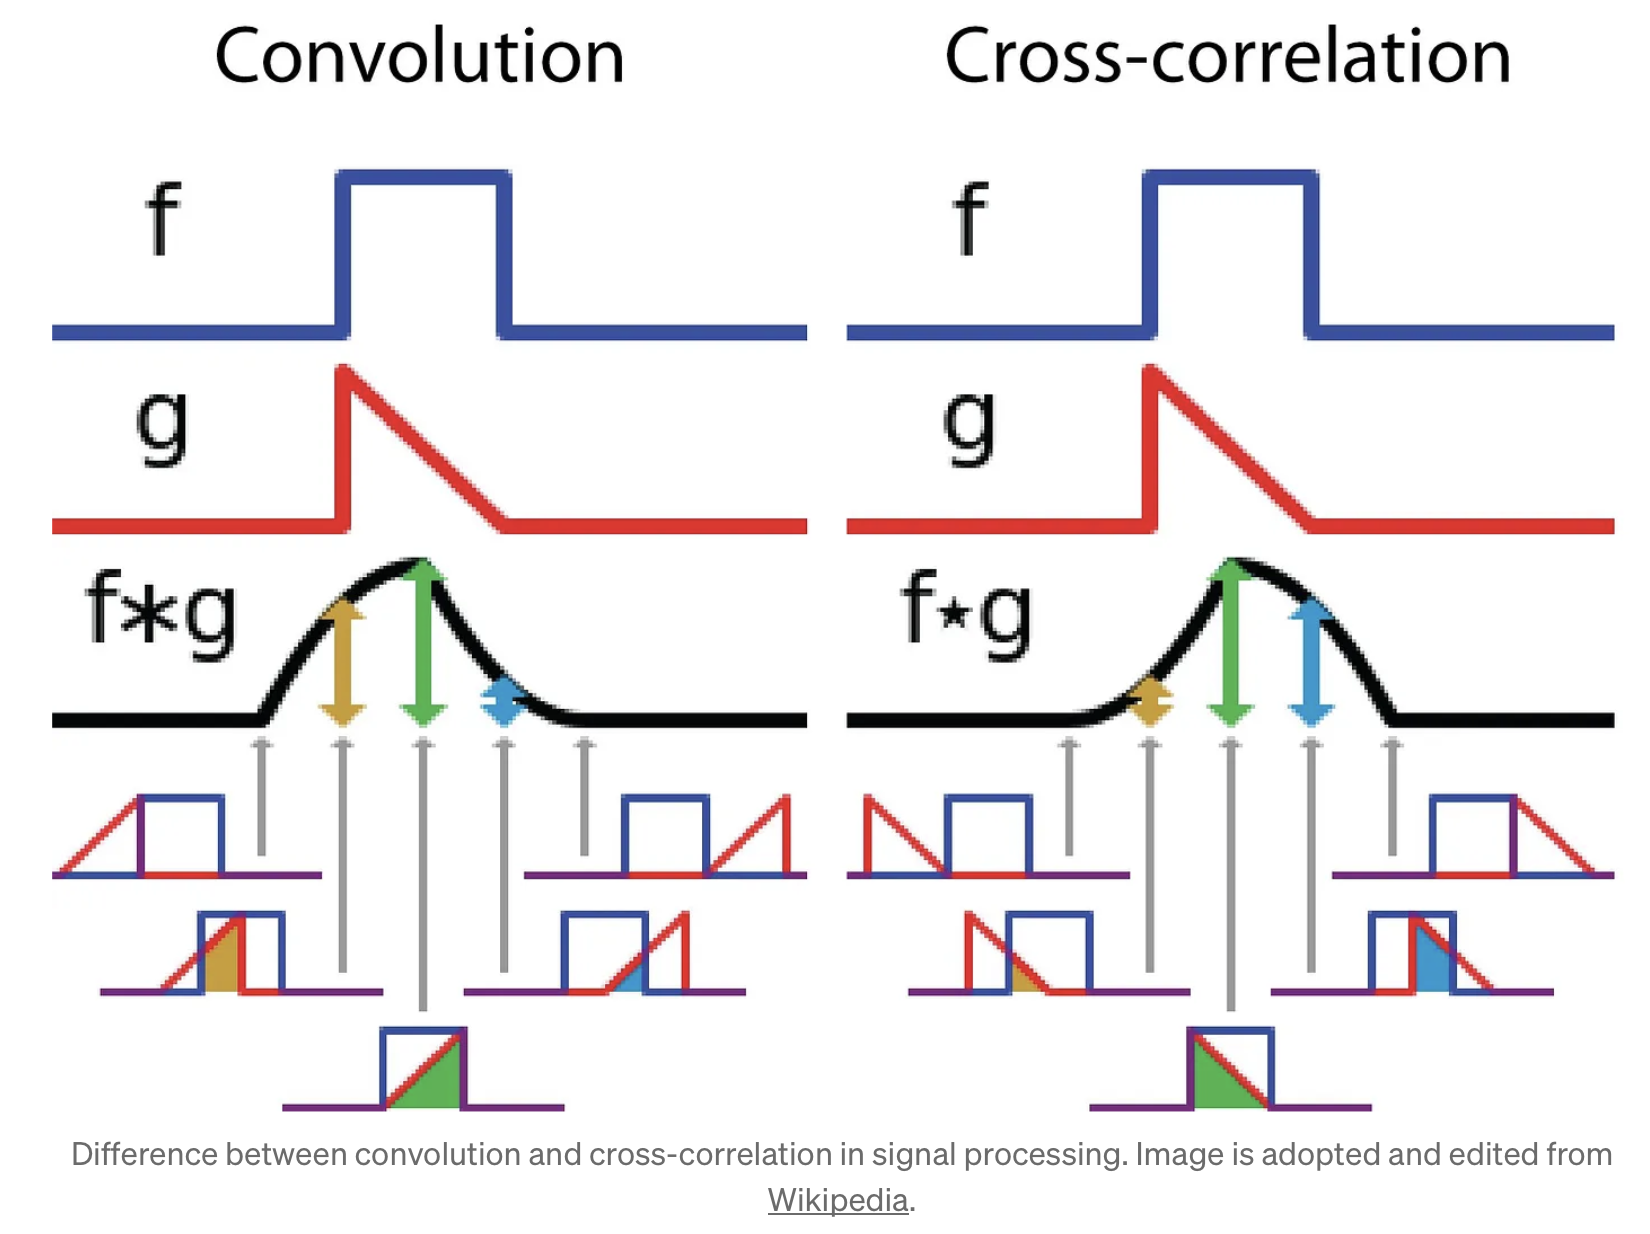 Convolution
Cross-correlation
f
f
g
g
f∗g
f⋆g
Difference between convolution and cross-correlation in signal processing. Image is adopted and edited from
Wikipedia.